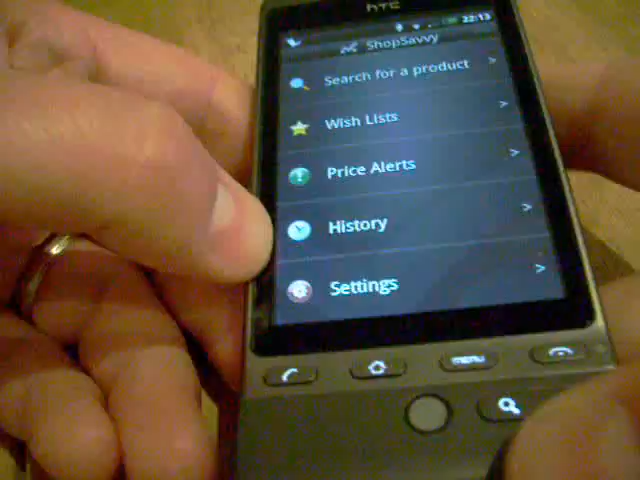 hTC
22:13
ShopSavvy
Search for a product >
Wish Lists >
Price Alerts >
History >
Settings >
MENU